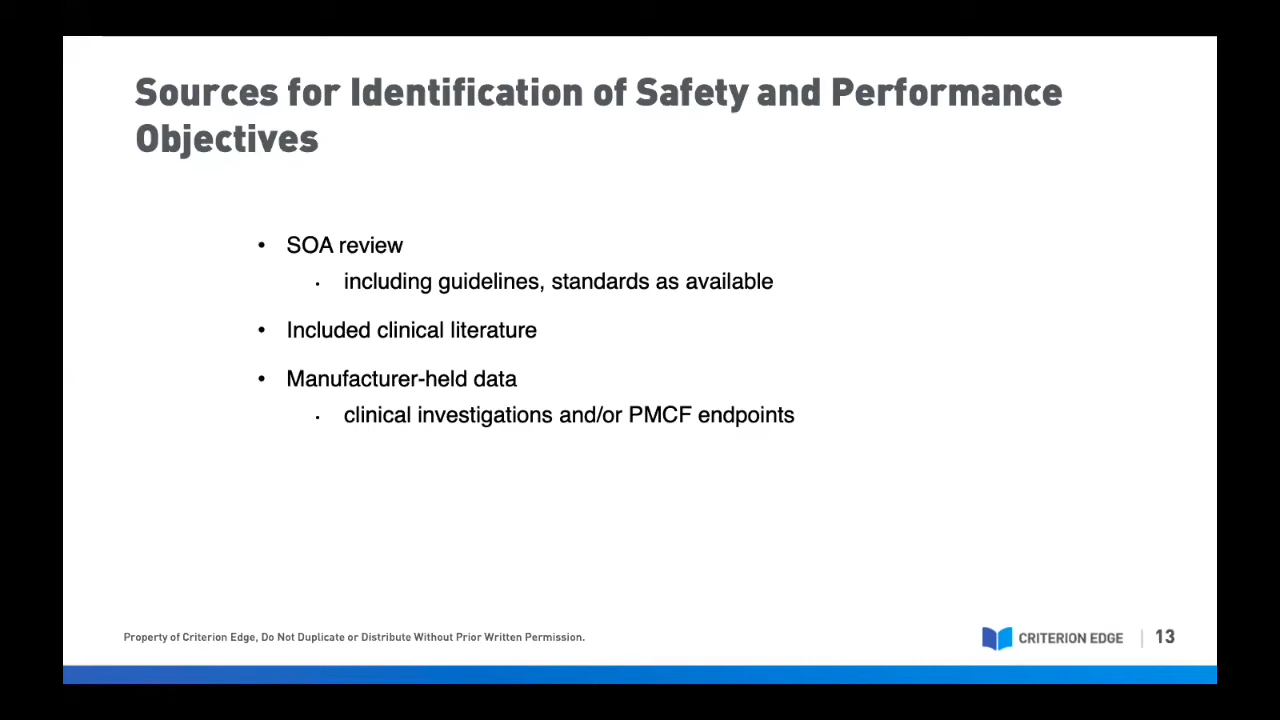 Sources for Identification of Safety and Performance
Objectives
• SOA review
• including guidelines, standards as available
• Included clinical literature
• Manufacturer-held data
• clinical investigations and/or PMCF endpoints
Property of Criterion Edge, Do Not Duplicate or Distribute Without Prior Written Permission.
CRITERION EDGE | 13